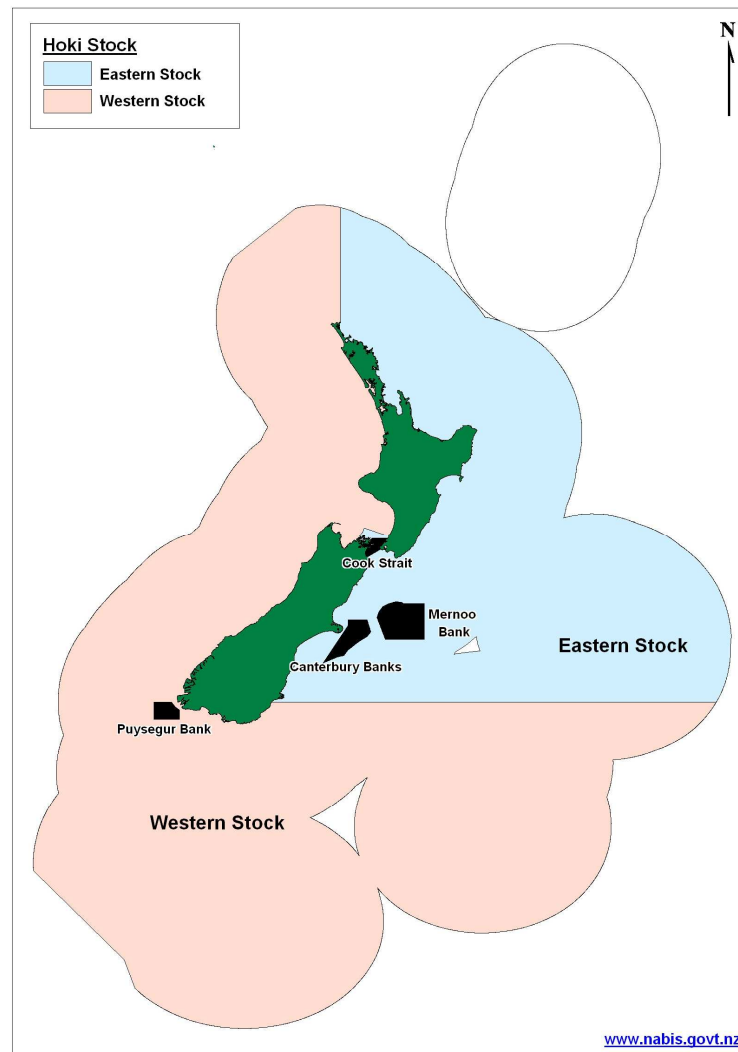 Hoki Stock
Eastern Stock
Western Stock
N
Cook Strait
Mernoo
Bank
Eastern Stock
Canterbury Banks
Puysegur Bank
Western Stock
www.nabis.govt.nz